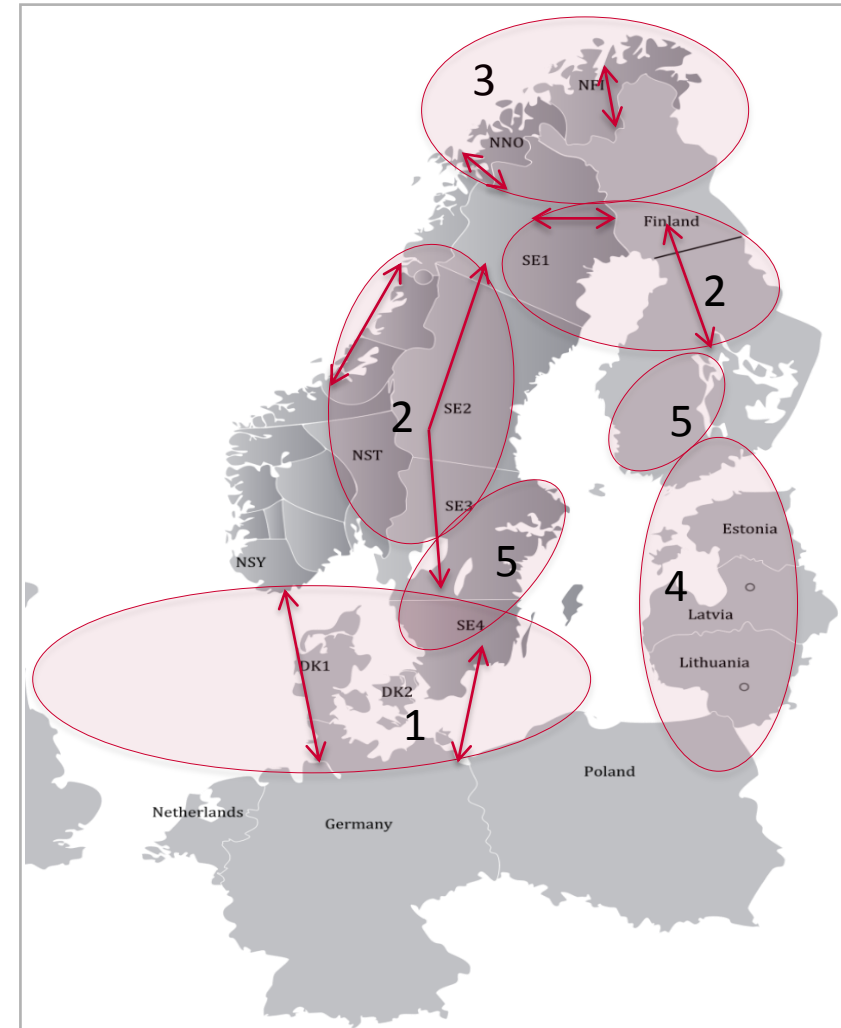 3
NFI
NNO
Finland
SE1
2
2
SE2
5
NST
SE3
Estonia
NSY
5
4
Latvia
SE4
DK1
Lithuania
DK2
1
Poland
Netherlands
Germany